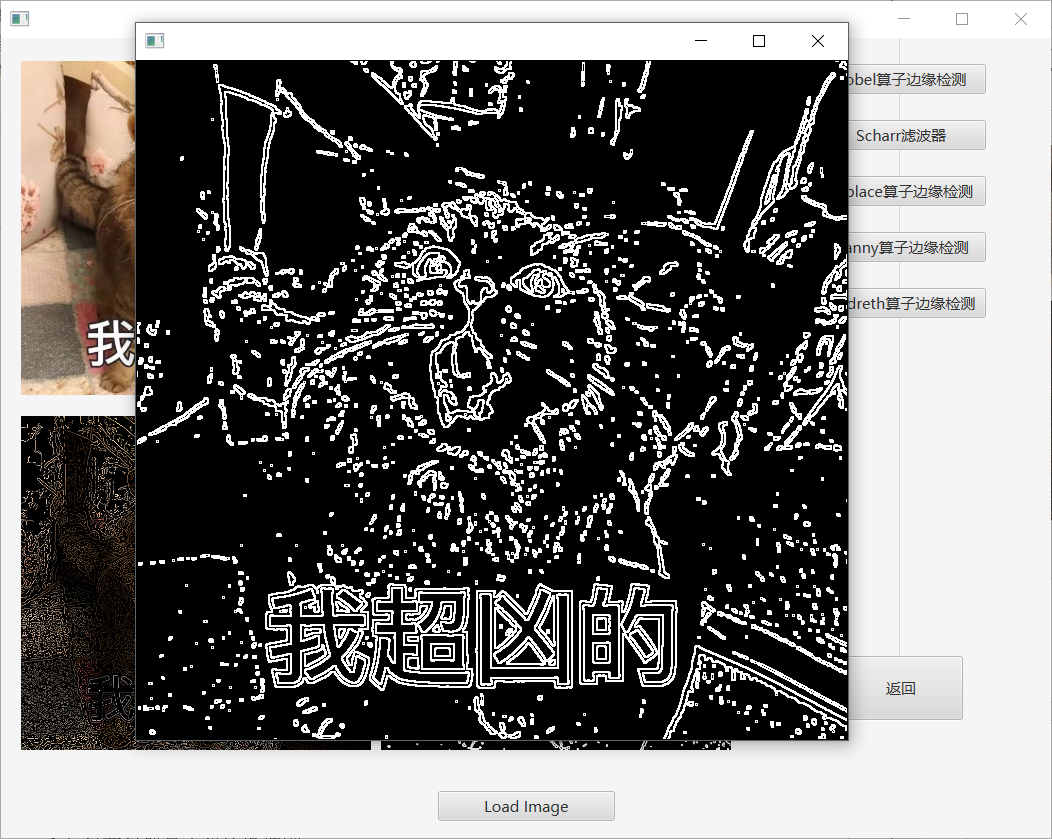 obel算子边缘检测
Scharr滤波器
place算子边缘检测
anny算子边缘检测
dreth算子边缘检测
我
我超凶的
我
返回
Load Image